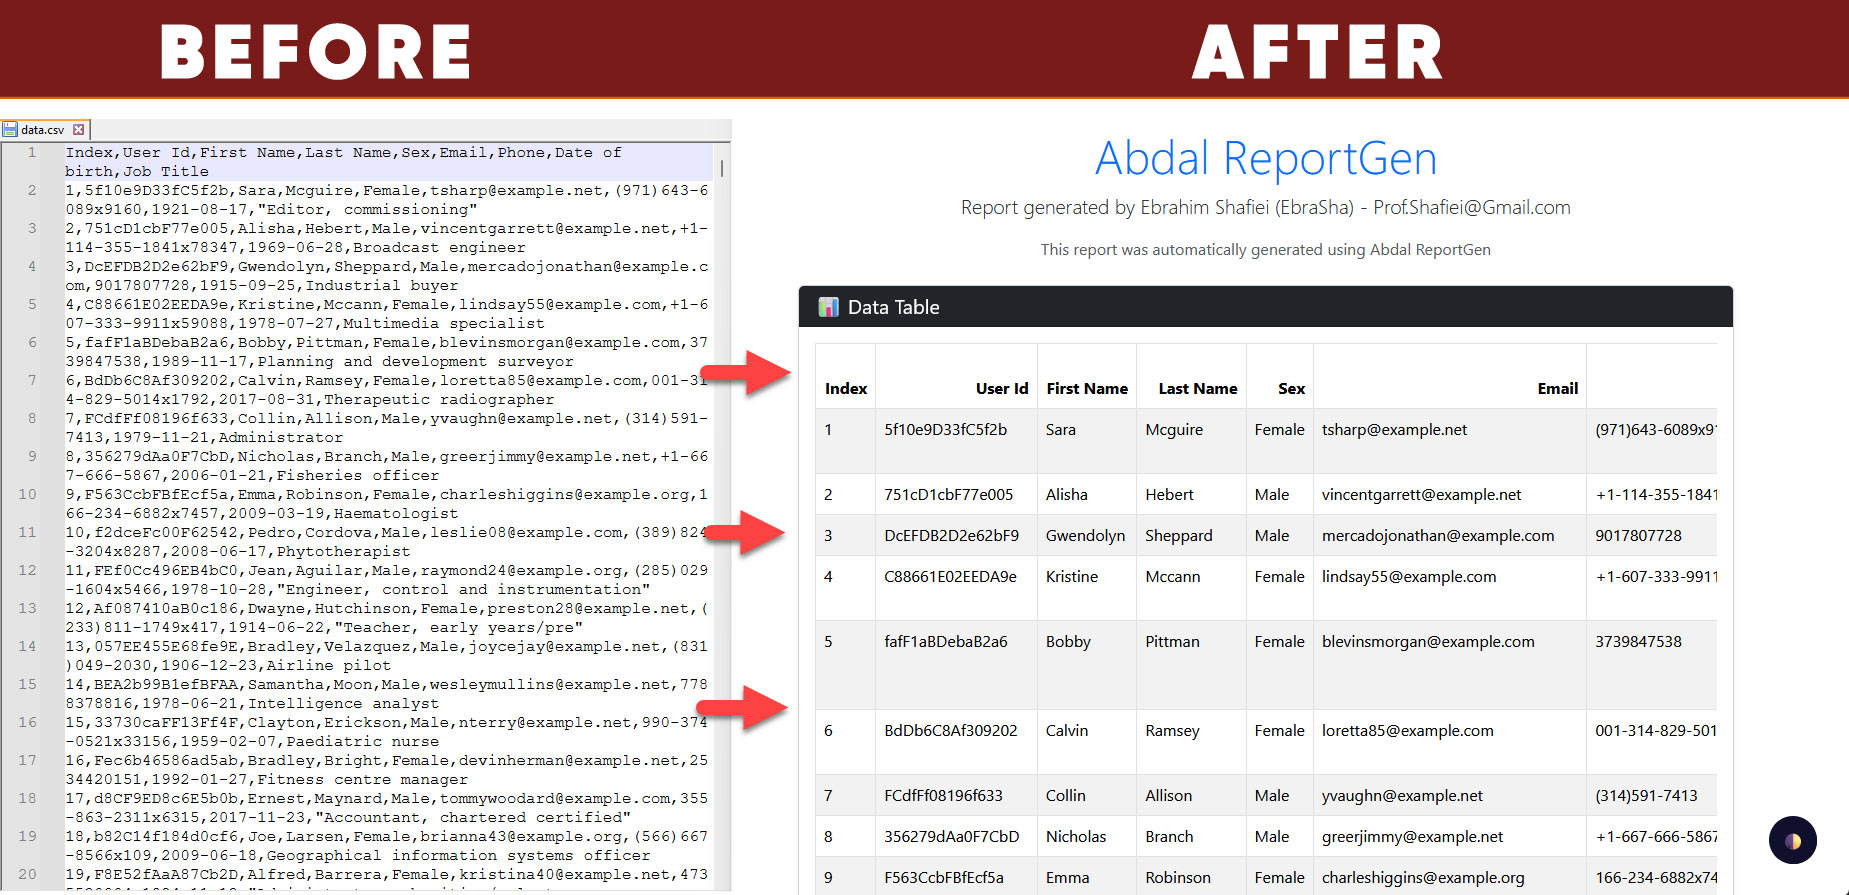 BEFORE
AFTER
data.csv
1 Index,User Id,First Name,Last Name,Sex,Email,Phone,Date of
birth,Job Title
2 1,5f10e9D33fC5f2b,Sara,Mcguire,Female,tsharp@example.net,(971)643-6
089x9160,1921-08-17,"Editor, commissioning"
3 2,751cD1cbF77e005,Alisha,Hebert,Male,vincentgarrett@example.net,+1-
114-355-1841x78347,1969-06-28,Broadcast engineer
4 3,DcEFDB2D2e62bF9,Gwendolyn,Sheppard,Male,mercadojonathan@example.c
om,9017807728,1915-09-25,Industrial buyer
5 4,C88661E02EEDA9e,Kristine,Mccann,Female,lindsay55@example.com,+1-6
07-333-9911x59088,1978-07-27,Multimedia specialist
6 5,fafF1aBDebaB2a6,Bobby,Pittman,Female,blevinsmorgan@example.com,37
39847538,1989-11-17,Planning and development surveyor
7 6,BdDb6C8Af309202,Calvin,Ramsey,Female,loretta85@example.com,001-31
4-829-5014x1792,2017-08-31,Therapeutic radiographer
8 7,FCdfFf08196f633,Collin,Allison,Male,yvaughn@example.net,(314)591-
7413,1979-11-21,Administrator
9 8,356279dAa0F7CbD,Nicholas,Branch,Male,greerjimmy@example.net,+1-66
7-666-5867,2006-01-21,Fisheries officer
10 9,F563CcbFBfEcf5a,Emma,Robinson,Female,charleshiggins@example.org,1
66-234-6882x7457,2009-03-19,Haematologist
11 10,f2dceFc00F62542,Pedro,Cordova,Male,leslie08@example.com,(389)824
-3204x8287,2008-06-17,Phytotherapist
12 11,FEf0Cc496EB4bC0,Jean,Aguilar,Male,raymond24@example.org,(285)029
-1604x5466,1978-10-28,"Engineer, control and instrumentation"
13 12,Af087410aB0c186,Dwayne,Hutchinson,Female,preston28@example.net,(
233)811-1749x417,1914-06-22,"Teacher, early years/pre"
14 13,057EE455E68fe9E,Bradley,Velazquez,Male,joycejay@example.net,(831
)049-2030,1906-12-23,Airline pilot
15 14,BEA2b99B1efBFAA,Samantha,Moon,Male,wesleymullins@example.net,778
8378816,1978-06-21,Intelligence analyst
16 15,33730caFF13Ff4F,Clayton,Erickson,Male,nterry@example.net,990-374
-0521x33156,1959-02-07,Paediatric nurse
17 16,Fec6b46586ad5ab,Bradley,Bright,Female,devinherman@example.net,25
34420151,1992-01-27,Fitness centre manager
18 17,d8CF9ED8c6E5b0b,Ernest,Maynard,Male,tommywoodard@example.com,355
-863-2311x6315,2017-11-23,"Accountant, chartered certified"
19 18,b82C14f184d0cf6,Joe,Larsen,Female,brianna43@example.org,(566)667
-8566x109,2009-06-18,Geographical information systems officer
20 19,F8E52fAaA87Cb2D,Alfred,Barrera,Female,kristina40@example.net,473
Abdal ReportGen
Report generated by Ebrahim Shafiei (EbraSha) - Prof.Shafiei@Gmail.com
This report was automatically generated using Abdal ReportGen
Data Table
Index User Id First Name Last Name Sex Email
1 5f10e9D33fC5f2b Sara Mcguire Female tsharp@example.net (971)643-6089x91
2 751cD1cbF77e005 Alisha Hebert Male vincentgarrett@example.net +1-114-355-1841
3 DcEFDB2D2e62bF9 Gwendolyn Sheppard Male mercadojonathan@example.com 9017807728
4 C88661E02EEDA9e Kristine Mccann Female lindsay55@example.com +1-607-333-9911
5 fafF1aBDebaB2a6 Bobby Pittman Female blevinsmorgan@example.com 3739847538
6 BdDb6C8Af309202 Calvin Ramsey Female loretta85@example.com 001-314-829-501
7 FCdfFf08196f633 Collin Allison Male yvaughn@example.net (314)591-7413
8 356279dAa0F7CbD Nicholas Branch Male greerjimmy@example.net +1-667-666-5867
9 F563CcbFBfEcf5a Emma Robinson Female charleshiggins@example.org 166-234-6882x74